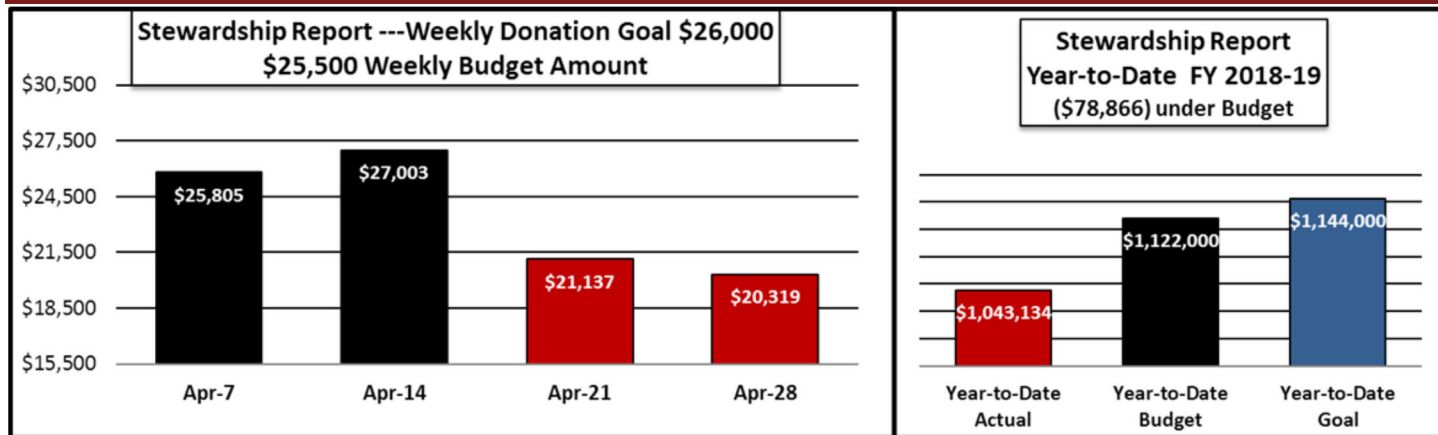 Stewardship Report ---Weekly Donation Goal $26,000
$25,500 Weekly Budget Amount
$30,500
$27,500
$24,500
$21,500
$18,500
$15,500
$25,805
$27,003
$21,137
$20,319
Apr-7
Apr-14
Apr-21
Apr-28
Stewardship Report
Year-to-Date FY 2018-19
($78,866) under Budget
$1,043,134
$1,122,000
$1,144,000
Year-to-Date
Actual
Year-to-Date
Budget
Year-to-Date
Goal